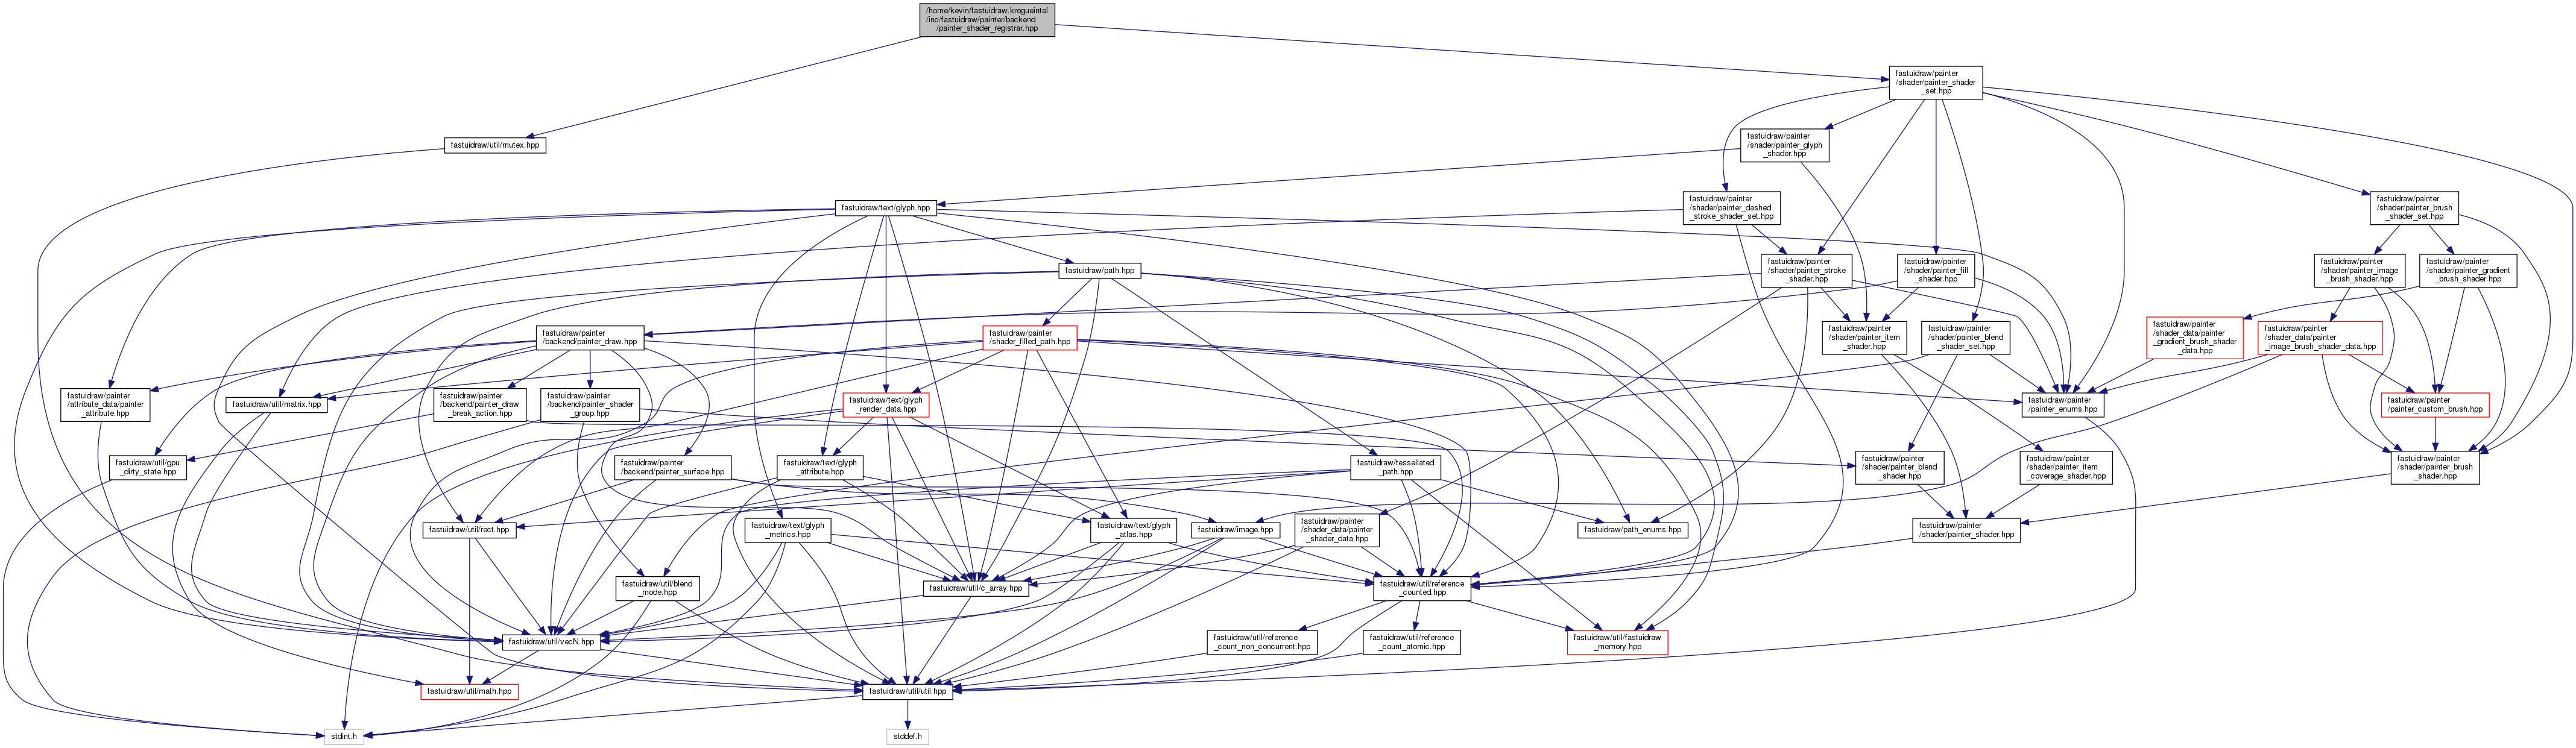 /home/kevin/fastuidraw.krogueintel
/inc/fastuidraw/painter/backend
/painter_shader_registrar.hpp
fastuidraw/painter
/shader/painter_shader
_set.hpp
fastuidraw/util/mutex.hpp
fastuidraw/painter
/shader/painter_glyph
_shader.hpp
fastuidraw/text/glyph.hpp
fastuidraw/painter
/shader/painter_dashed
_stroke_shader_set.hpp
fastuidraw/painter
/shader/painter_brush
_shader_set.hpp
fastuidraw/path.hpp
fastuidraw/painter
/shader/painter_stroke
_shader.hpp
fastuidraw/painter
/shader/painter_fill
_shader.hpp
fastuidraw/painter
/shader/painter_image
_brush_shader.hpp
fastuidraw/painter
/shader/painter_gradient
_brush_shader.hpp
fastuidraw/painter
/backend/painter_draw.hpp
fastuidraw/painter
/shader_filled_path.hpp
fastuidraw/painter
/shader/painter_item
_shader.hpp
fastuidraw/painter
/shader/painter_blend
_shader_set.hpp
fastuidraw/painter
/shader_data/painter
_gradient_brush_shader
_data.hpp
fastuidraw/painter
/shader_data/painter
_image_brush_shader_data.hpp
fastuidraw/painter
/attribute_data/painter
_attribute.hpp
fastuidraw/util/matrix.hpp
fastuidraw/painter
/backend/painter_draw
_break_action.hpp
fastuidraw/painter
/backend/painter_shader
_group.hpp
fastuidraw/text/glyph
_render_data.hpp
fastuidraw/painter
/painter_enums.hpp
fastuidraw/painter
/painter_custom_brush.hpp
fastuidraw/util/gpu
_dirty_state.hpp
fastuidraw/painter
/backend/painter_surface.hpp
fastuidraw/text/glyph
_attribute.hpp
fastuidraw/tessellated
_path.hpp
fastuidraw/painter
/shader/painter_blend
_shader.hpp
fastuidraw/painter
/shader/painter_item
_coverage_shader.hpp
fastuidraw/painter
/shader/painter_brush
_shader.hpp
fastuidraw/util/rect.hpp
fastuidraw/text/glyph
_metrics.hpp
fastuidraw/text/glyph
_atlas.hpp
fastuidraw/image.hpp
fastuidraw/painter
/shader_data/painter
_shader_data.hpp
fastuidraw/path_enums.hpp
fastuidraw/painter
/shader/painter_shader.hpp
fastuidraw/util/blend
_mode.hpp
fastuidraw/util/c_array.hpp
fastuidraw/util/reference
_counted.hpp
fastuidraw/util/vecN.hpp
fastuidraw/util/reference
_count_non_concurrent.hpp
fastuidraw/util/reference
_count_atomic.hpp
fastuidraw/util/fastuidraw
_memory.hpp
fastuidraw/util/math.hpp
fastuidraw/util/util.hpp
stdint.h
stddef.h